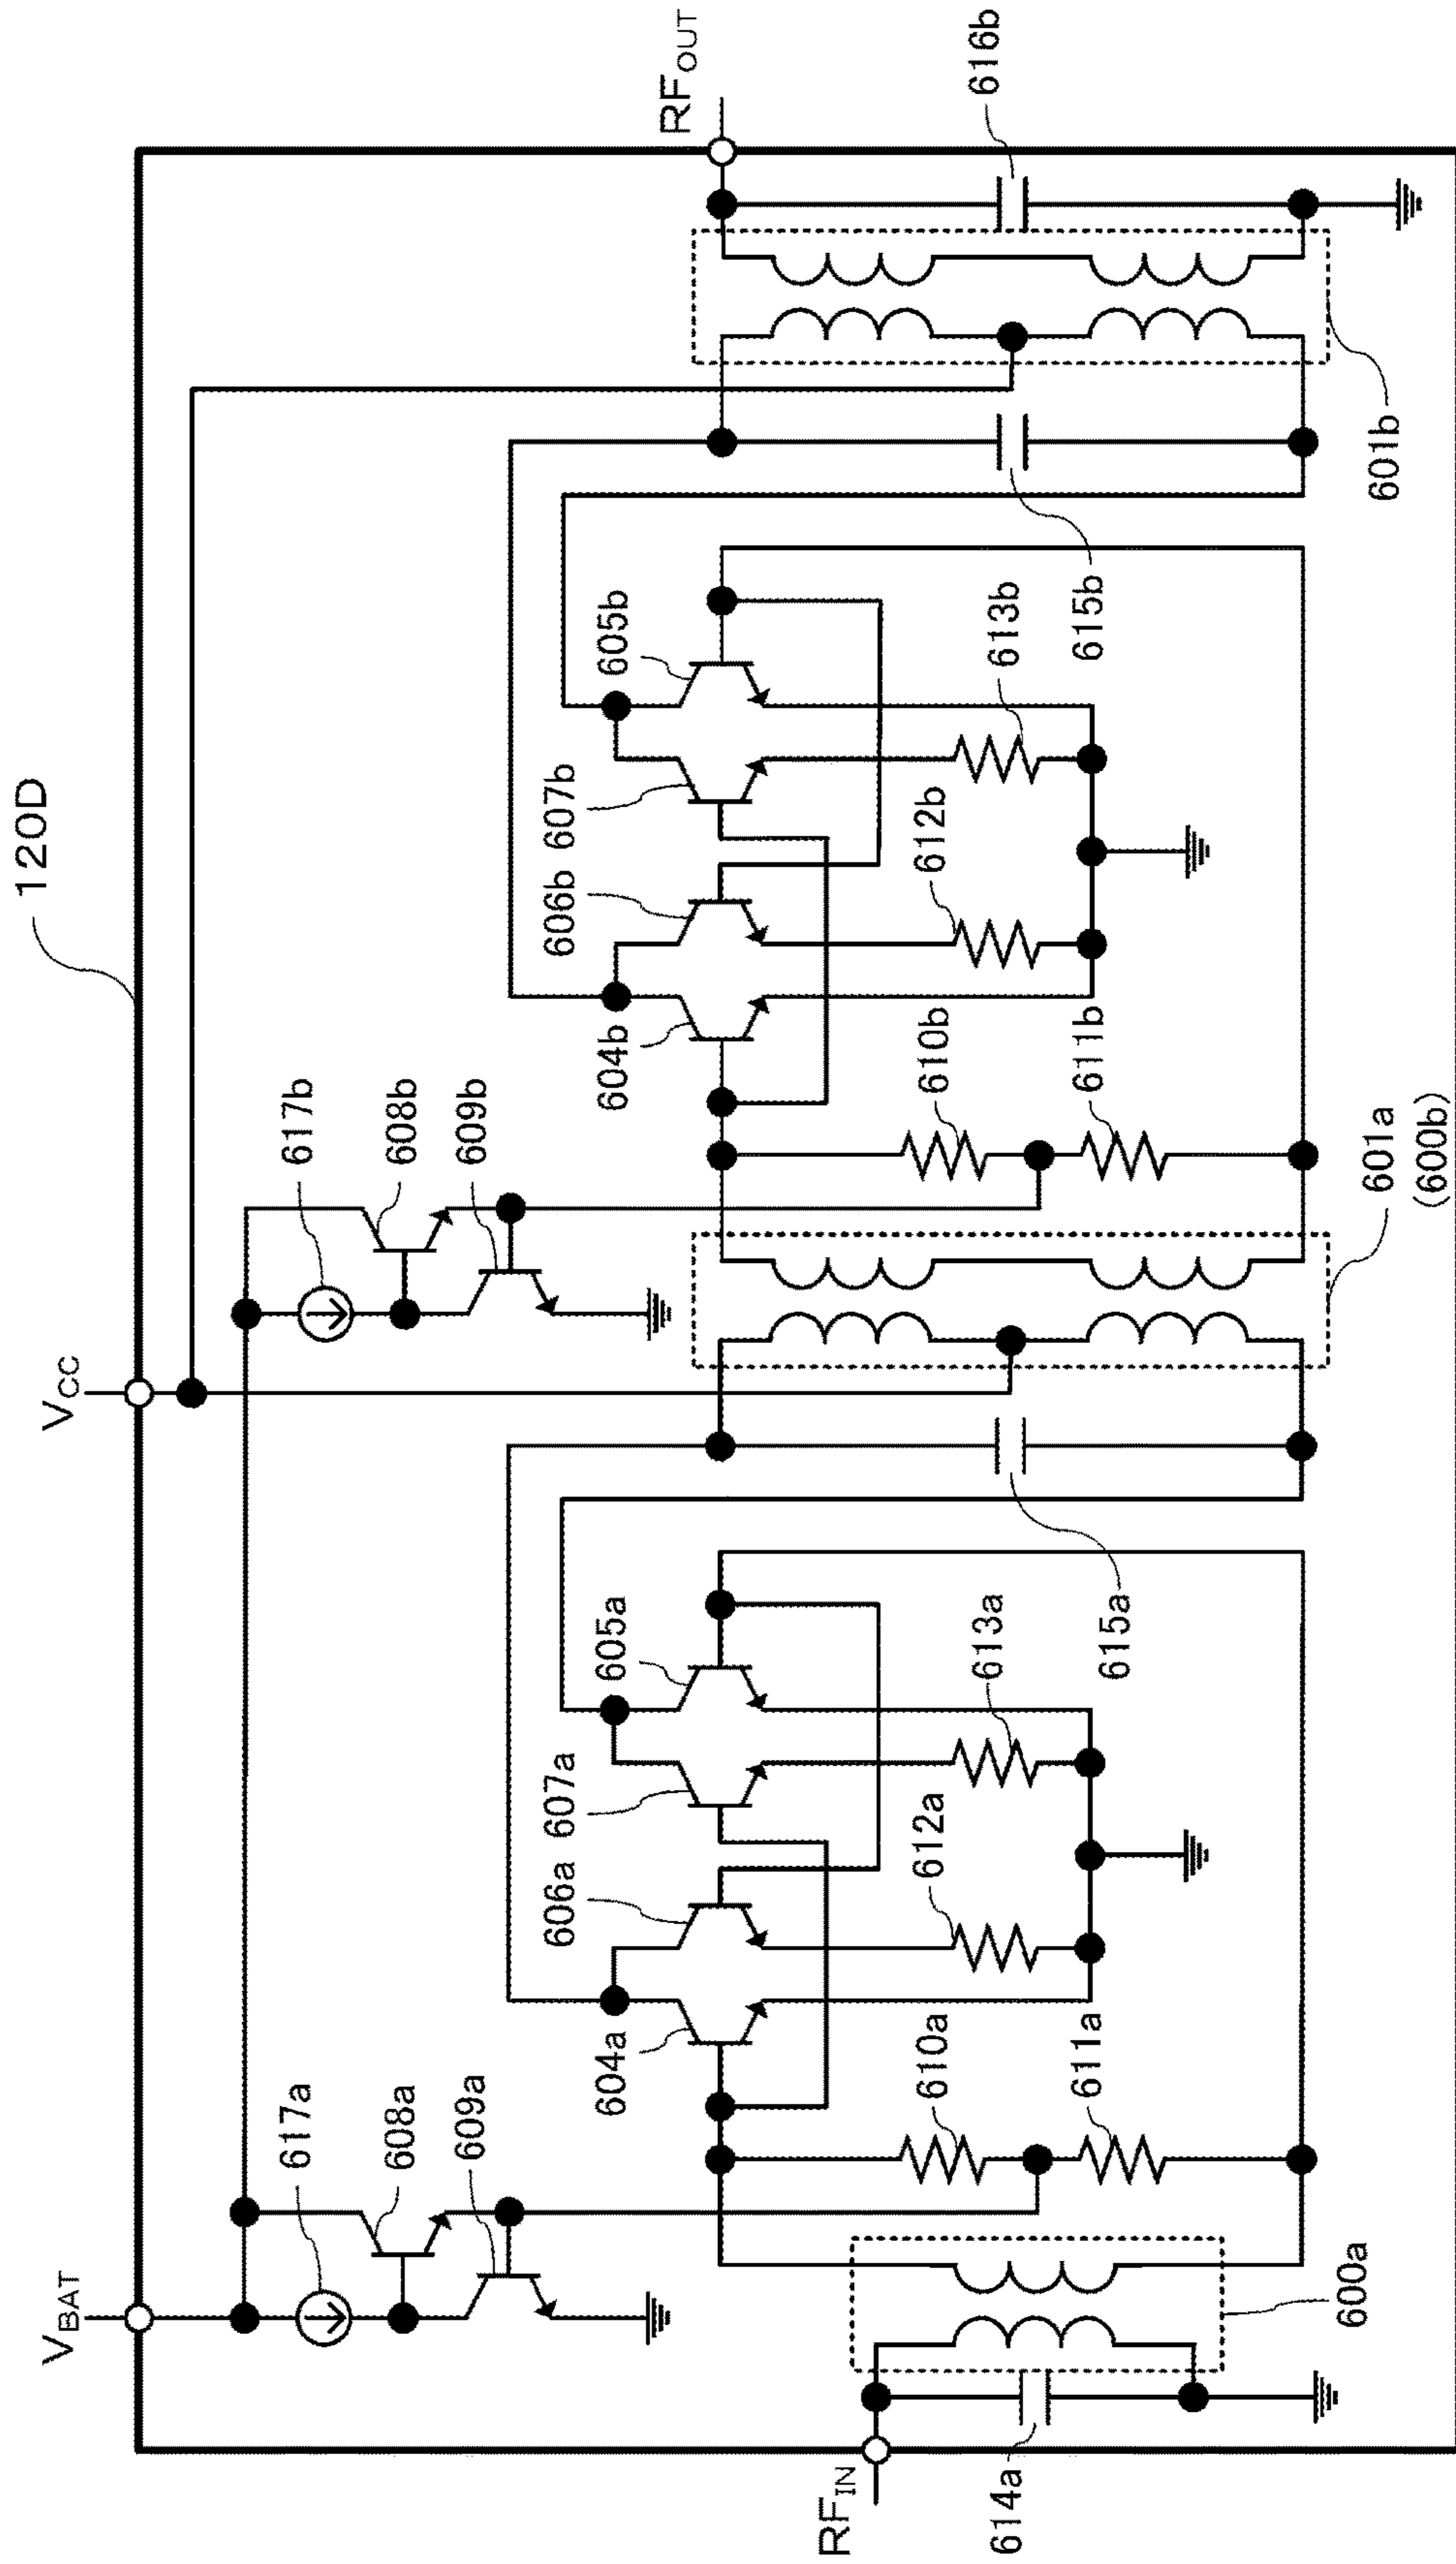 120D
V_BAT
V_CC
617a
608a
609a
617b
608b
609b
RF_IN
614a
600a
610a
611a
604a
606a
607a
605a
612a
613a
615a
601a
(600b)
610b
611b
604b
606b
607b
605b
612b
613b
615b
601b
616b
RF_OUT